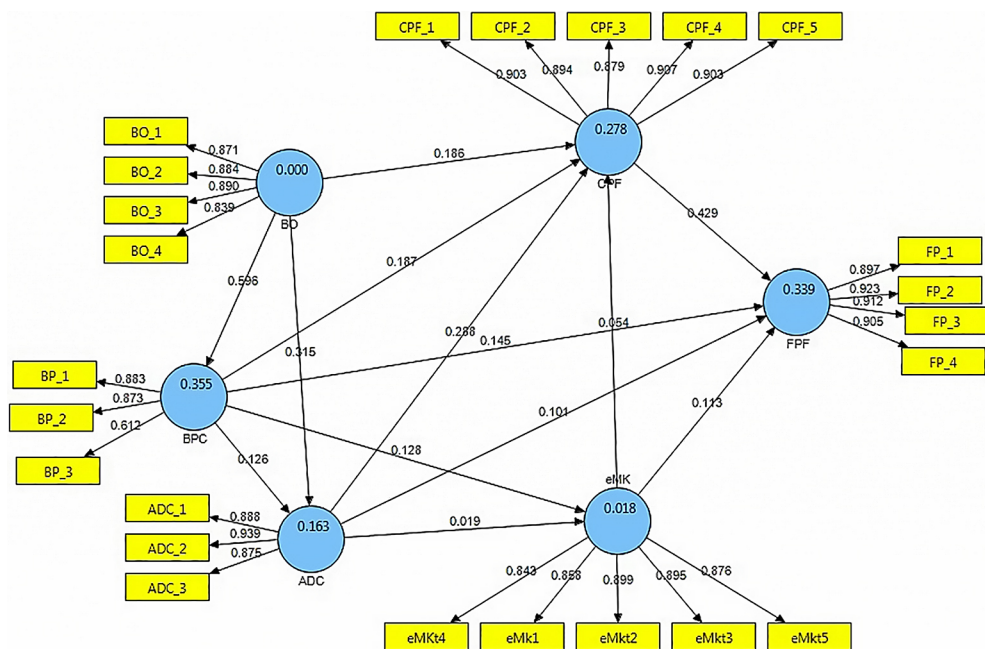 CPF_1 CPF_2 CPF_3 CPF_4 CPF_5
0.903 0.894 0.879 0.907 0.903
BO_1
BO_2
BO_3
BO_4
0.871
0.884
0.890
0.839
0.000
BO
0.186
0.278
CPF
0.429
0.596
0.187
0.315
0.288
0.145
0.054
0.339
FPF
0.897
0.923
0.912
0.905
FP_1
FP_2
FP_3
FP_4
BP_1
BP_2
BP_3
0.883
0.873
0.612
0.355
BPC
0.126
0.128
0.101
0.113
ADC_1
ADC_2
ADC_3
0.888
0.939
0.875
0.163
ADC
0.019
eMK
0.018
0.843 0.858 0.899 0.895 0.876
eMKt4 eMk1 eMkt2 eMkt3 eMkt5